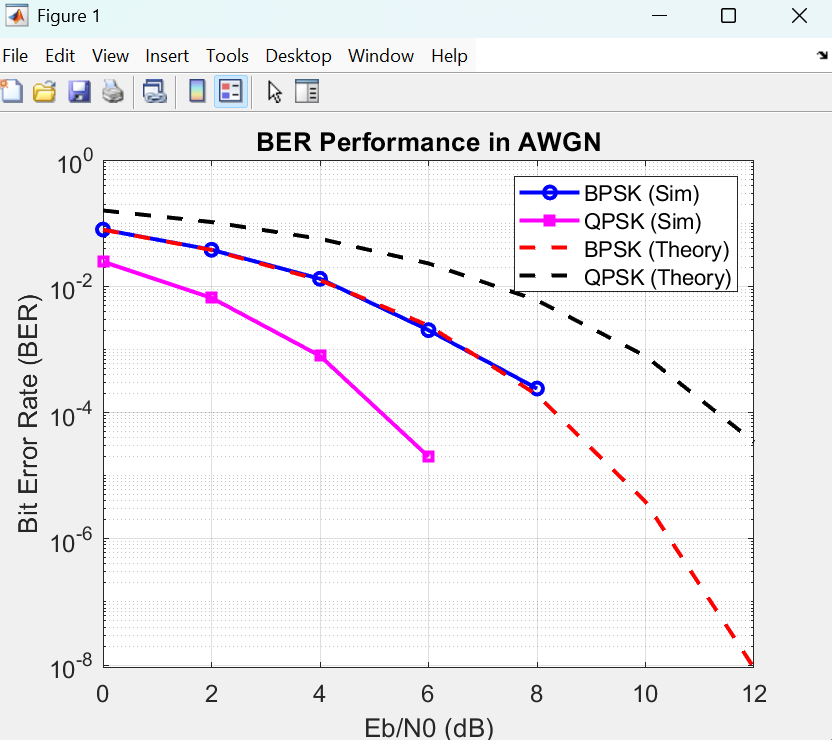 Figure 1
File Edit View Insert Tools Desktop Window Help
BER Performance in AWGN
BPSK (Sim)
QPSK (Sim)
BPSK (Theory)
QPSK (Theory)
10^0
10^-2
10^-4
10^-6
10^-8
Bit Error Rate (BER)
0 2 4 6 8 10 12
Eb/N0 (dB)